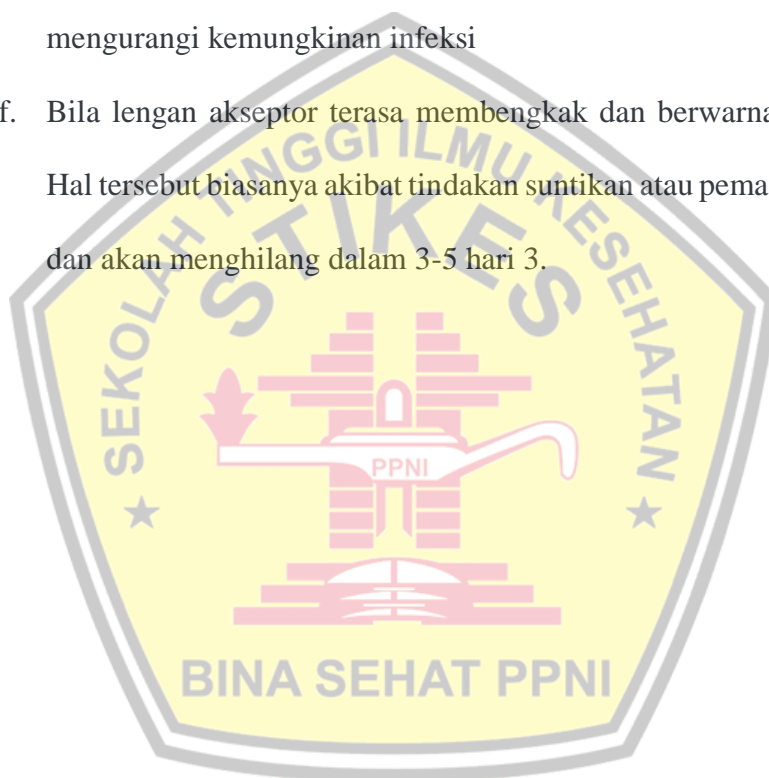 mengurangi kemungkinan infeksi
f. Bila lengan akseptor terasa membengkak dan berwarna
Hal tersebut biasanya akibat tindakan suntikan atau pema
dan akan menghilang dalam 3-5 hari 3.
SEKOLAH TINGGI ILMU KESEHATAN
STIKES
PPNI
BINA SEHAT PPNI